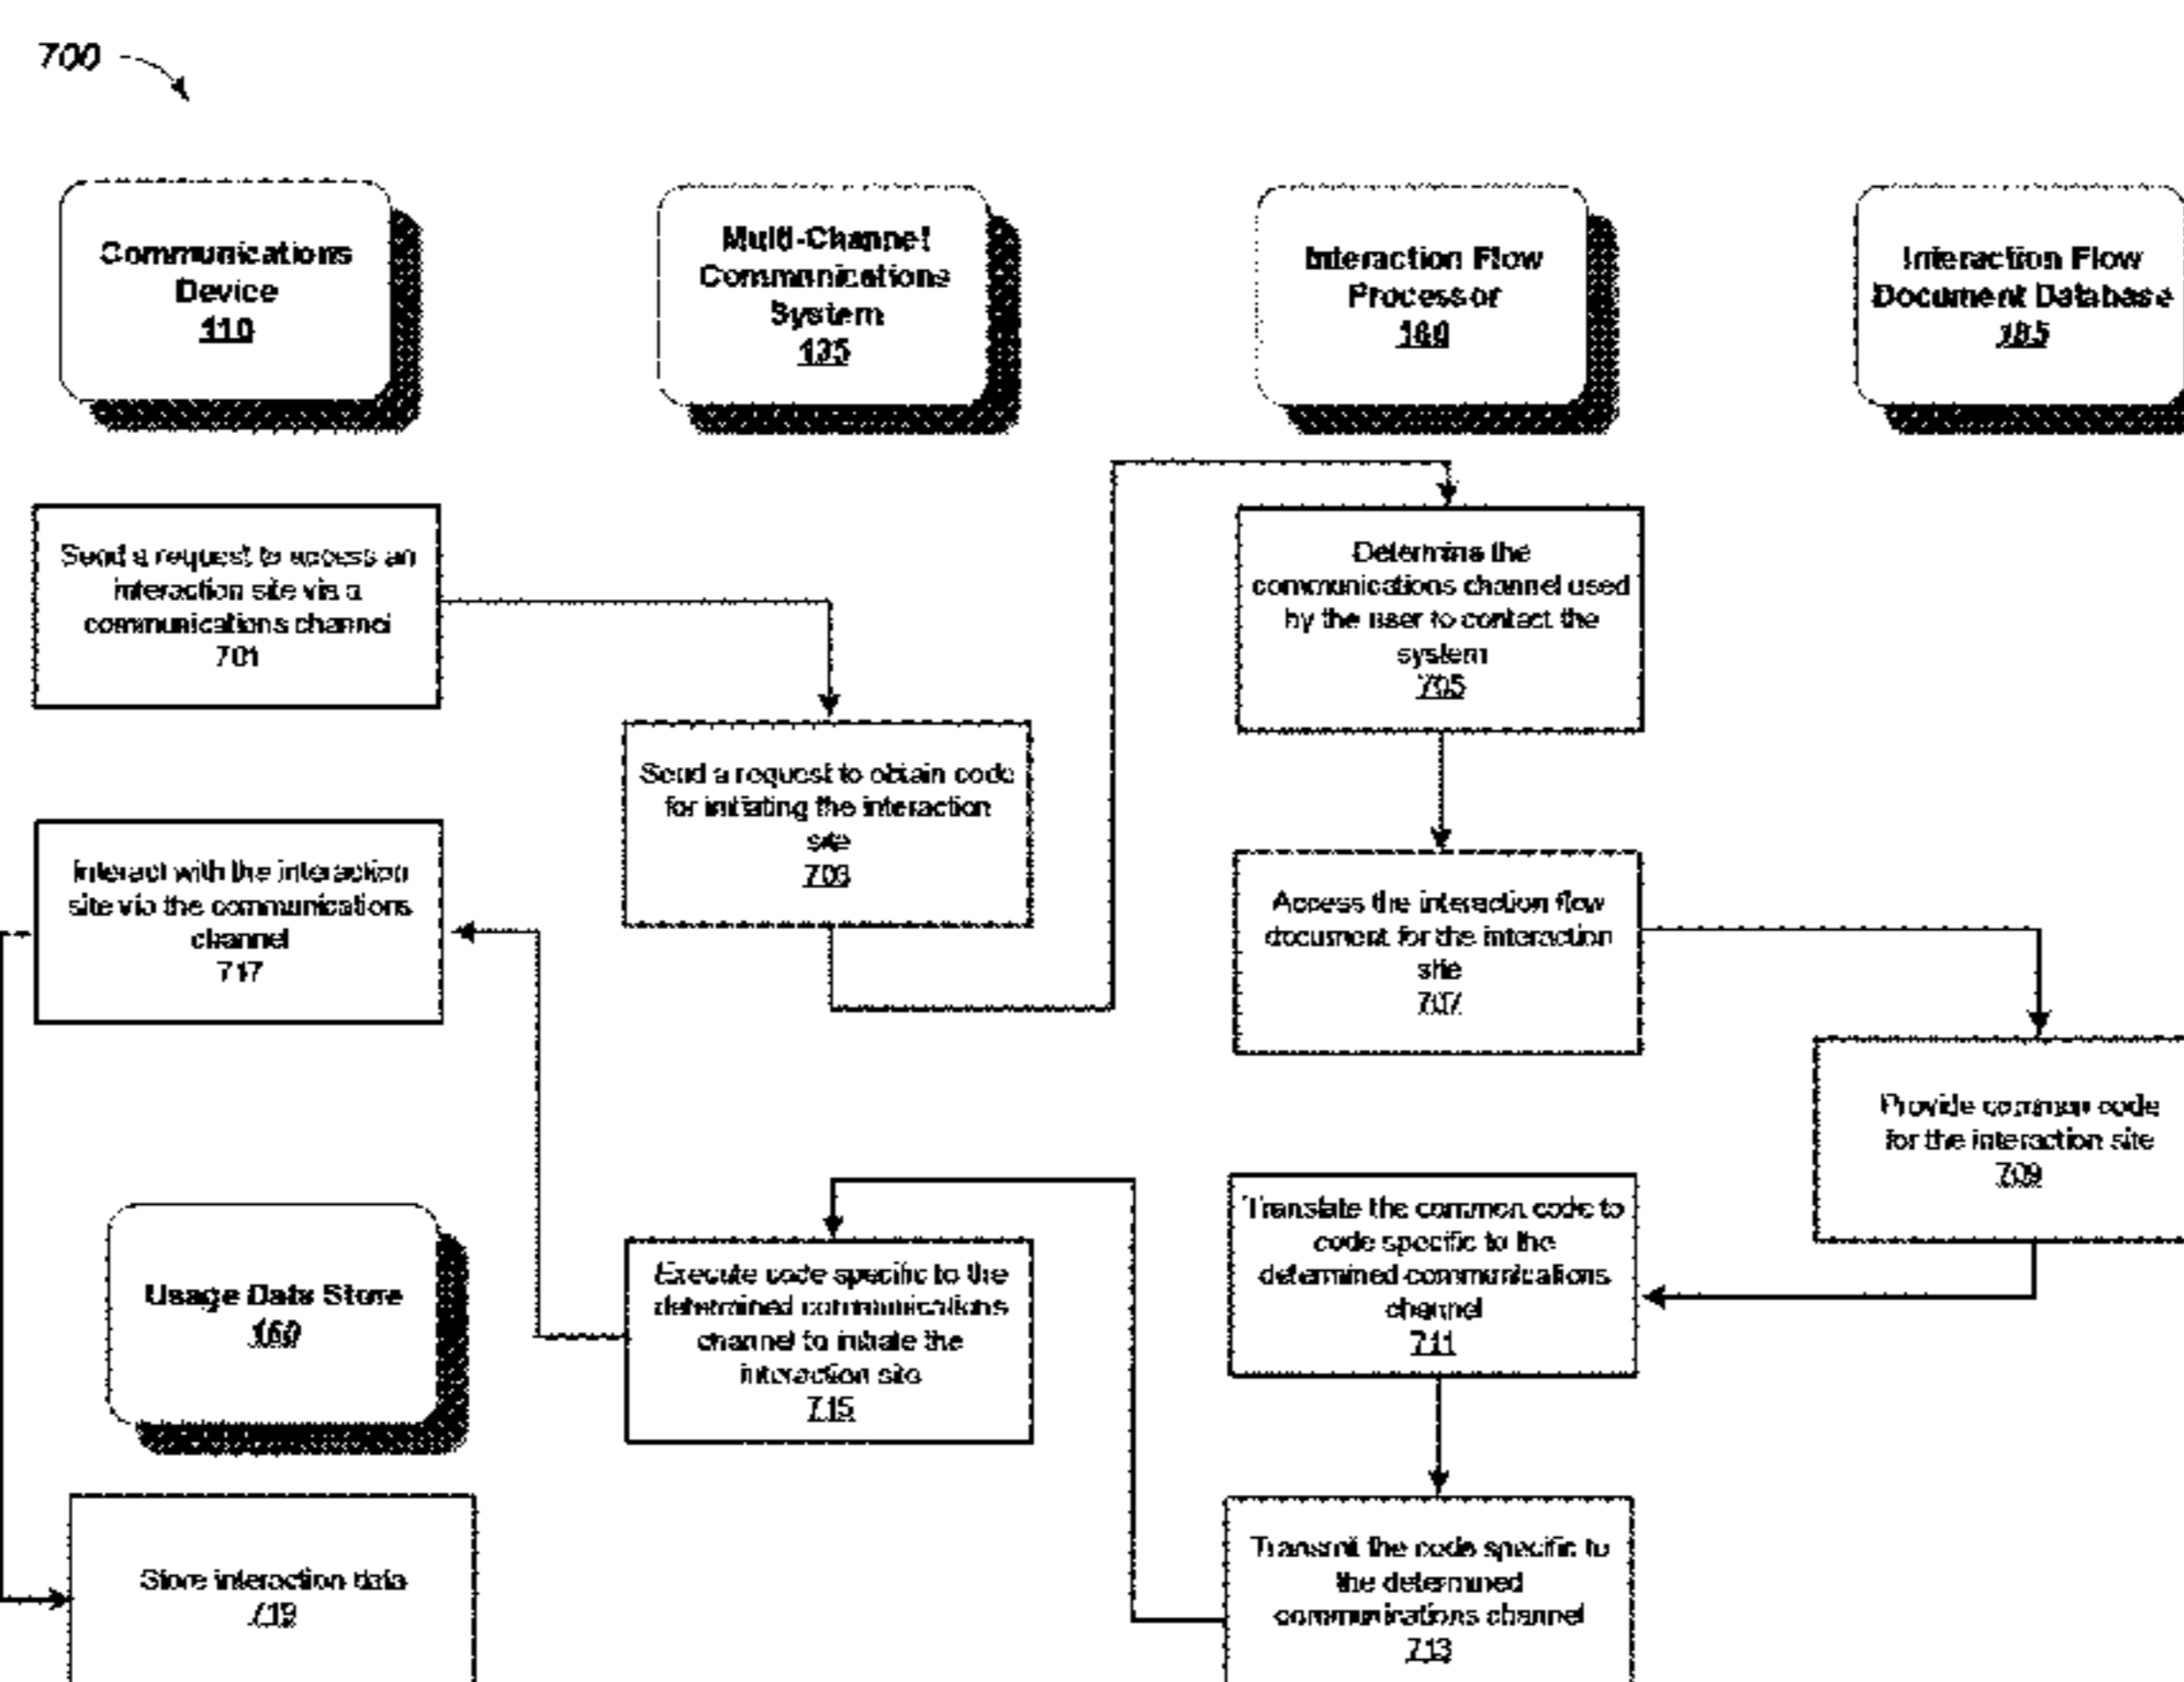 700
Communications
Device
110
Multi-Channel
Communications
System
135
Interaction Flow
Processor
180
Interaction Flow
Document Database
185
Send a request to access an
interaction site via a
communications channel
701
Send a request to obtain code
for initiating the interaction
site
703
Determine the
communications channel used
by the user to contact the
system
705
Access the interaction flow
document for the interaction
site
707
Provide common code
for the interaction site
709
Translate the common code to
code specific to the
determined communications
channel
711
Transmit the code specific to
the determined
communications channel
713
Execute code specific to the
determined communications
channel to initiate the
interaction site
715
Interact with the interaction
site via the communications
channel
717
Usage Data Store
160
Store interaction data
719